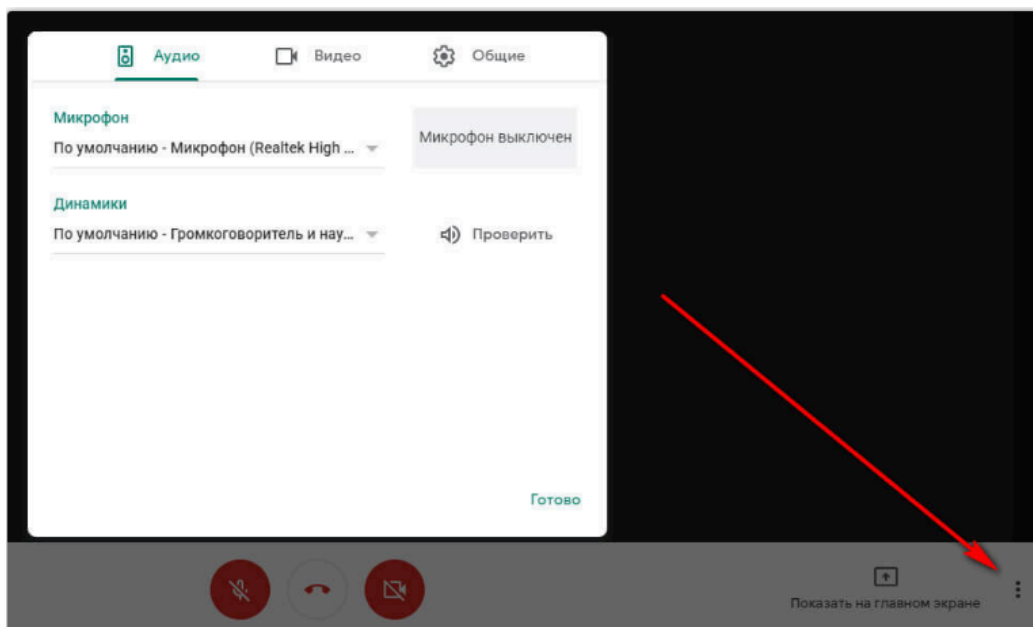 Аудио Видео Общие
Микрофон
По умолчанию - Микрофон (Realtek High ...
Микрофон выключен
Динамики
По умолчанию - Громкоговоритель и нау...
Проверить
Готово
Показать на главном экране